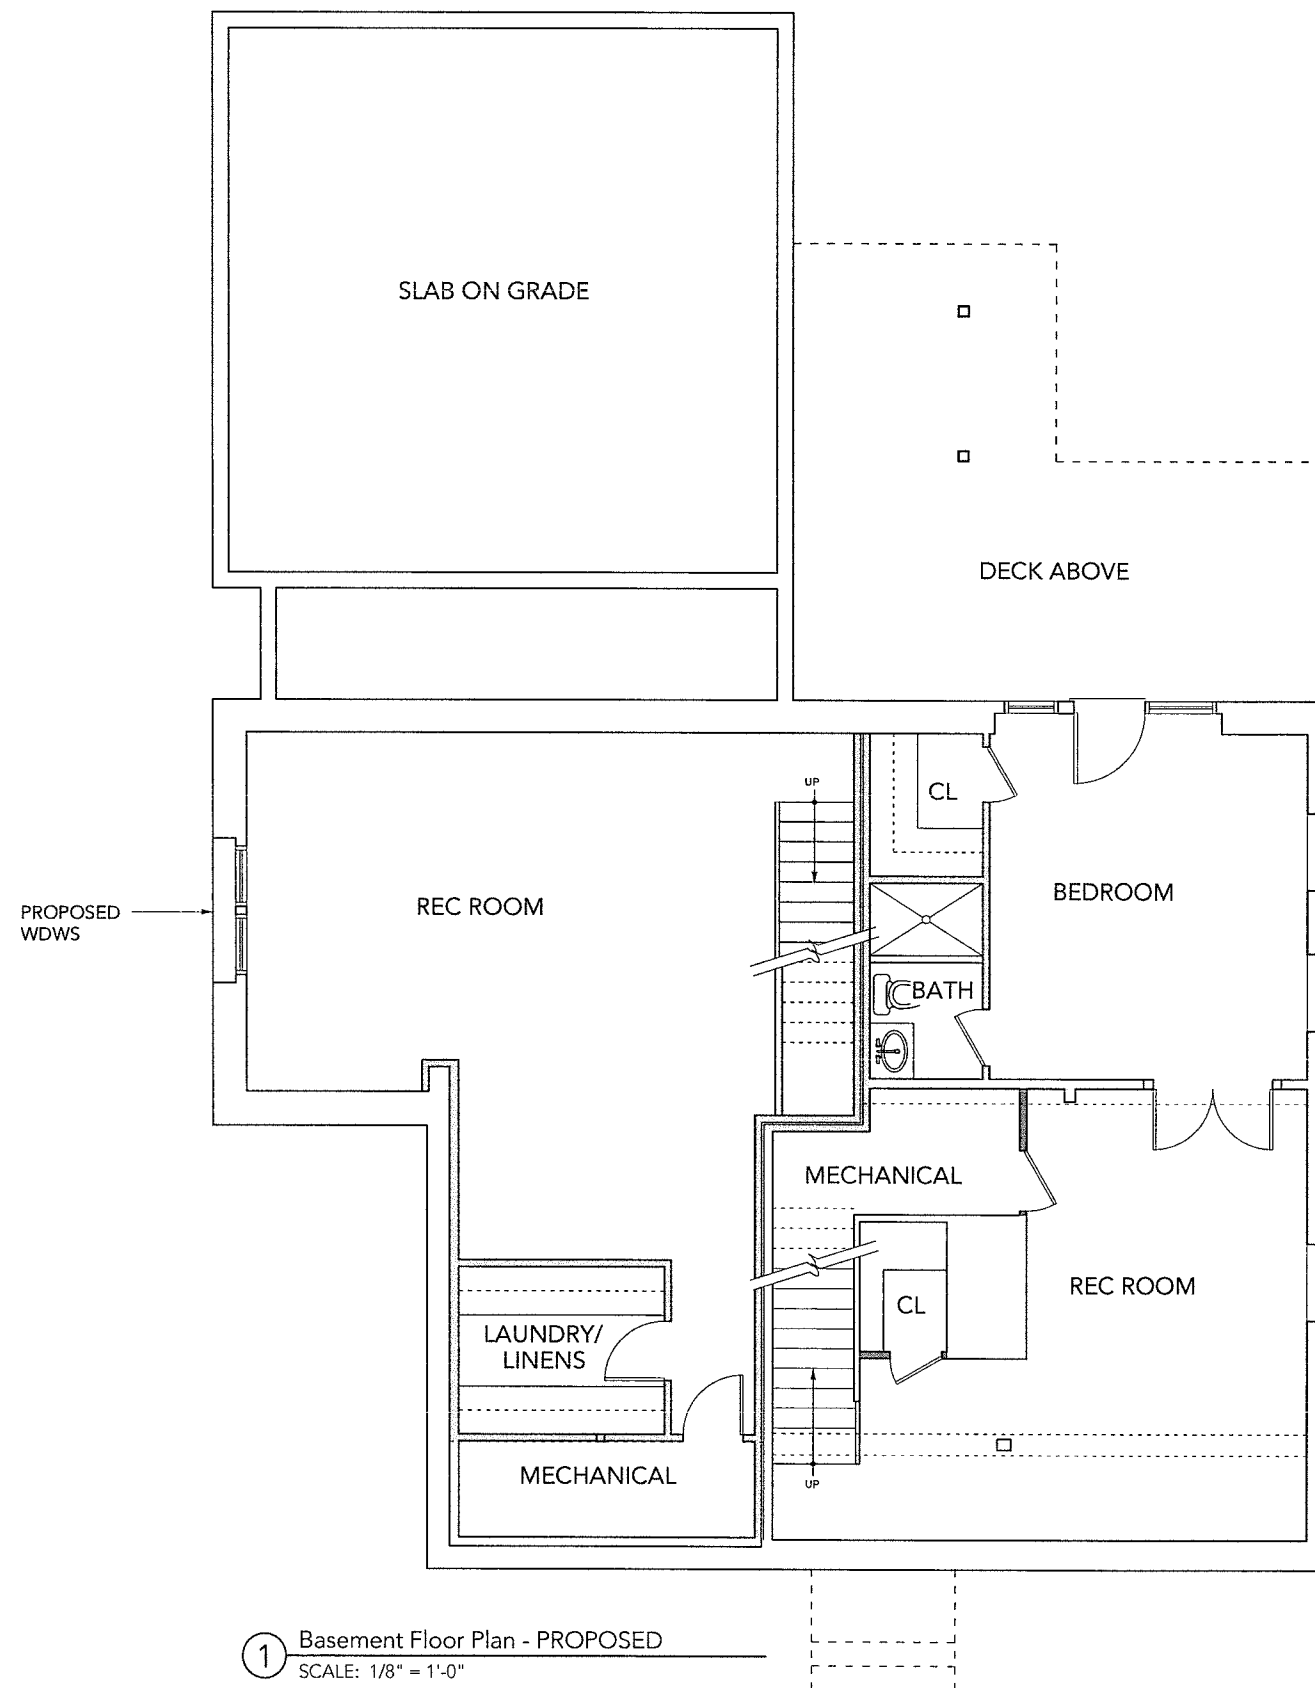 SLAB ON GRADE
DECK ABOVE
UP
CL
PROPOSED
WDWS
REC ROOM
BEDROOM
BATH
MECHANICAL
REC ROOM
CL
LAUNDRY/
LINENS
MECHANICAL
UP
1
Basement Floor Plan - PROPOSED
SCALE: 1/8" = 1'-0"